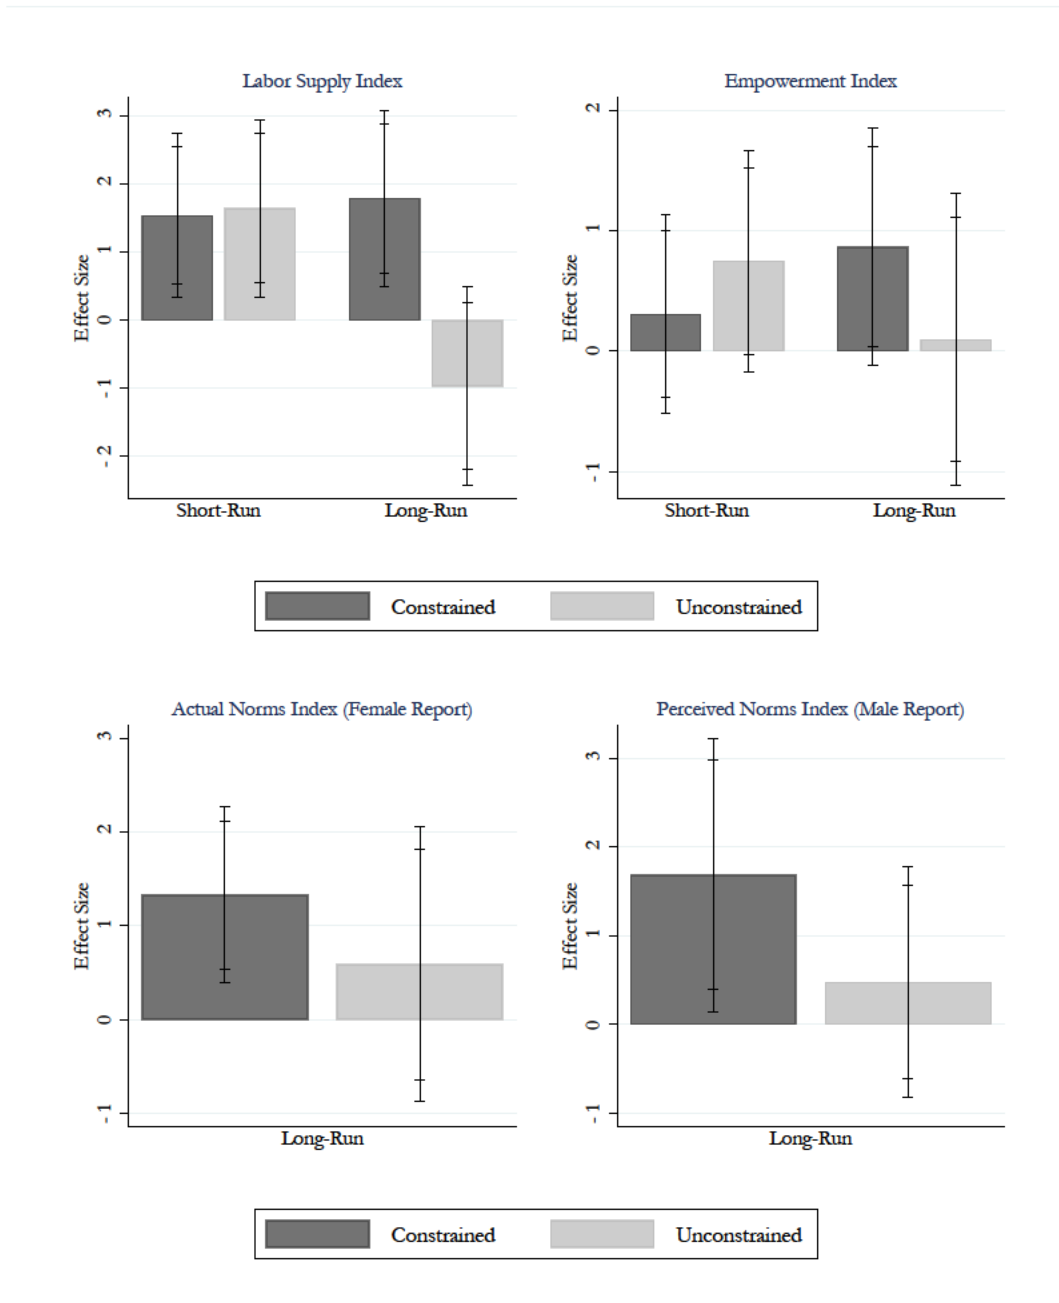 Labor Supply Index
Effect Size
3
2
1
0
- 1
- 2
Short-Run Long-Run
Empowerment Index
Effect Size
2
1
0
- 1
Short-Run Long-Run
Constrained Unconstrained
Actual Norms Index (Female Report)
Effect Size
3
2
1
0
- 1
Long-Run
Perceived Norms Index (Male Report)
Effect Size
3
2
1
0
- 1
Long-Run
Constrained Unconstrained